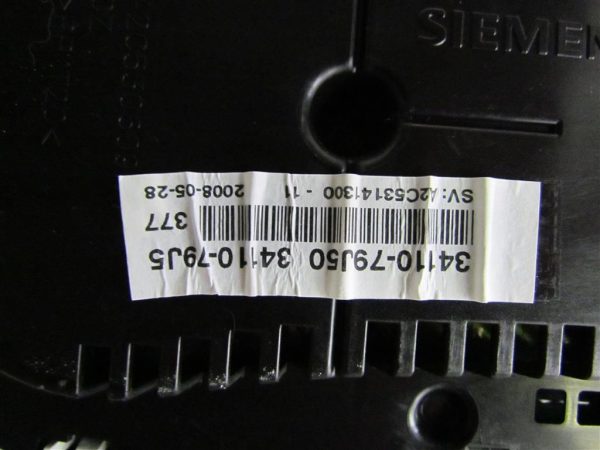 SIEMEN
34110-79J50 34110-79J5
377
SV: A2C53141300 - 11 2008-05-28